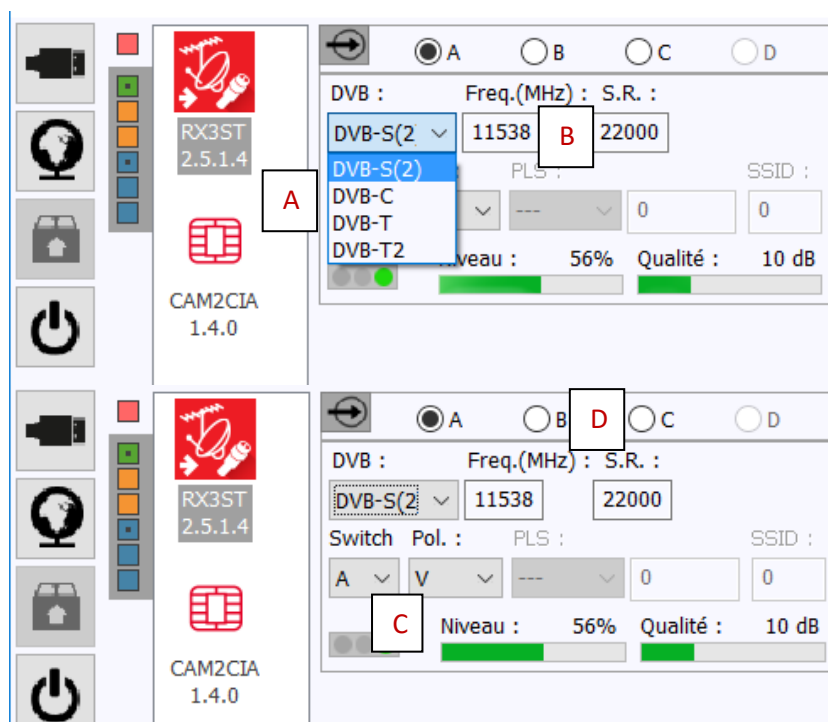 A B C D
DVB : Freq.(MHz) : S.R. :
DVB-S(2 11538 B 22000
RX3ST
2.5.1.4
A
DVB-S(2)
DVB-C
DVB-T
DVB-T2
: PLS : SSID :
--- 0 0
veau : 56% Qualité : 10 dB
CAM2CIA
1.4.0
A B D C D
DVB : Freq.(MHz) : S.R. :
DVB-S(2 11538 22000
RX3ST
2.5.1.4
Switch Pol. : PLS : SSID :
A V --- 0 0
C
Niveau : 56% Qualité : 10 dB
CAM2CIA
1.4.0